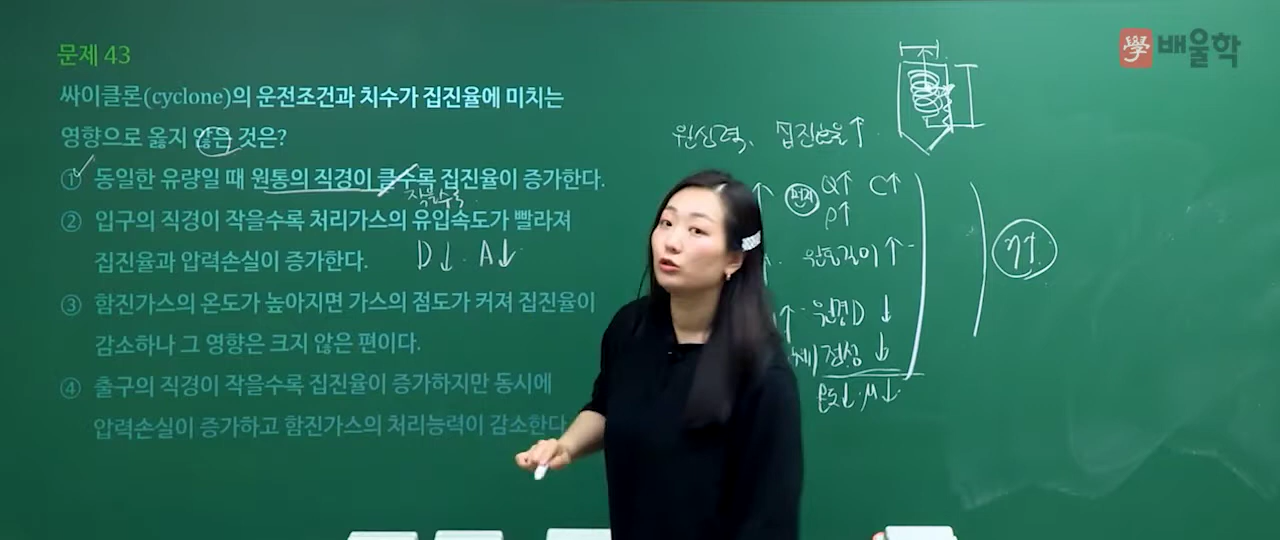 문제 43
싸이클론(cyclone)의 운전조건과 치수가 집진율에 미치는
영향으로 옳지 않은 것은?
① 동일한 유량일 때 원통의 직경이 클수록 집진율이 증가한다.
작을수록
② 입구의 직경이 작을수록 처리가스의 유입속도가 빨라져
집진율과 압력손실이 증가한다.
D↓. A↓
③ 함진가스의 온도가 높아지면 가스의 점도가 커져 집진율이
감소하나 그 영향은 크지 않은 편이다.
④ 출구의 직경이 작을수록 집진율이 증가하지만 동시에
압력손실이 증가하고 함진가스의 처리능력이 감소한다
원심력, 집진효율↑
↑ 먼지 Q↑ C↑
ρ↑
원통길이↑
↑ D↓
점성↓
온도↓ μ↓
η↑
學 배울학